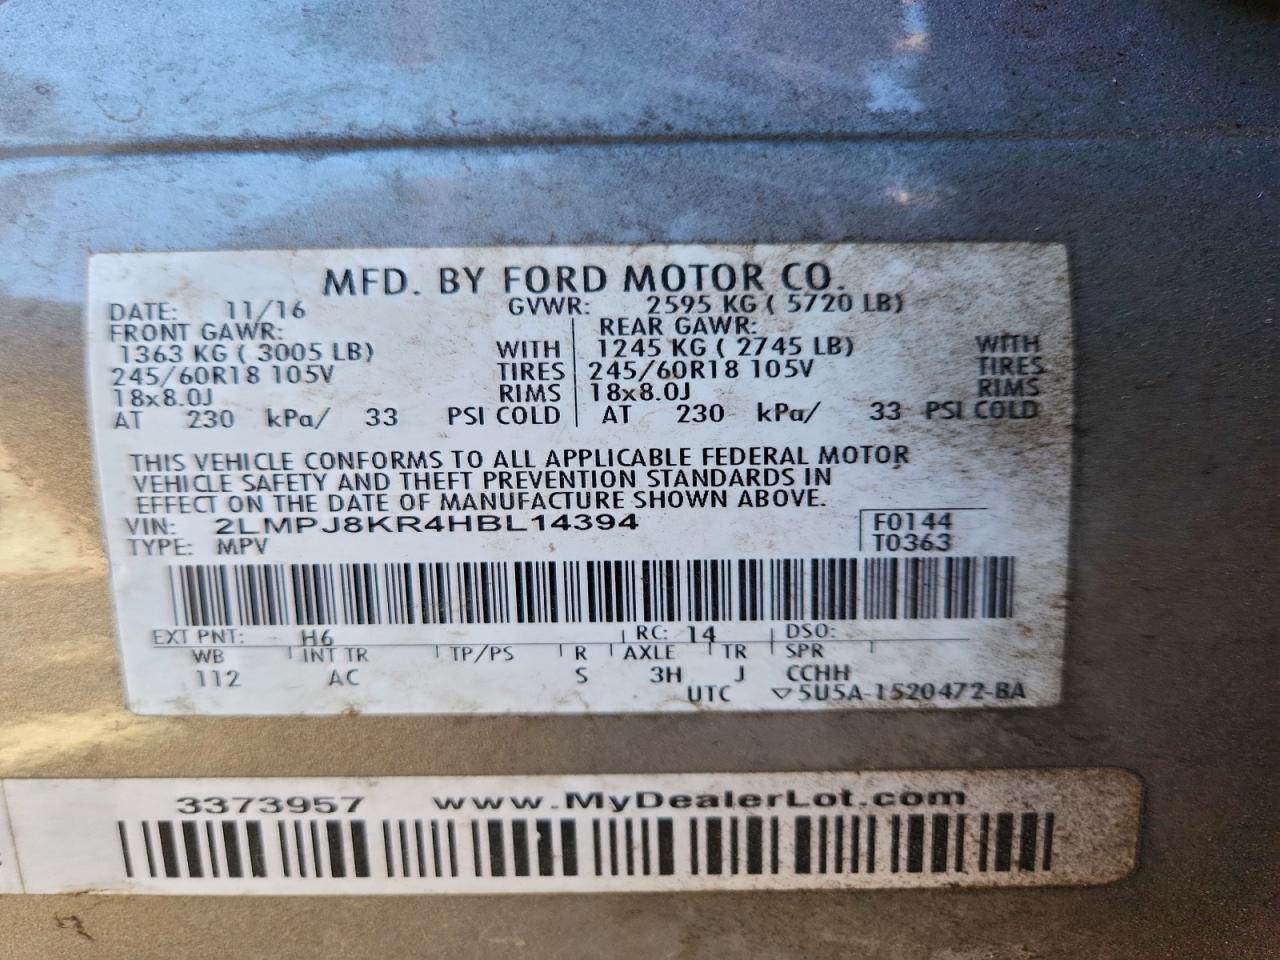 MFD. BY FORD MOTOR CO.
DATE: 11/16 GVWR: 2595 KG ( 5720 LB)
FRONT GAWR: REAR GAWR:
1363 KG ( 3005 LB) WITH 1245 KG ( 2745 LB) WITH
245/60R18 105V TIRES 245/60R18 105V TIRES
18x8.0J RIMS 18x8.0J RIMS
AT 230 kPa/ 33 PSI COLD AT 230 kPa/ 33 PSI COLD
THIS VEHICLE CONFORMS TO ALL APPLICABLE FEDERAL MOTOR
VEHICLE SAFETY AND THEFT PREVENTION STANDARDS IN
EFFECT ON THE DATE OF MANUFACTURE SHOWN ABOVE.
VIN: 2LMPJ8KR4HBL14394 F0144
TYPE: MPV T0363
EXT PNT: H6 RC: 14 DSO:
WB INT TR TP/PS R AXLE TR SPR
112 AC S 3H J CCHH
UTC ▽5U5A-1520472-BA
3373957 www.MyDealerLot.com